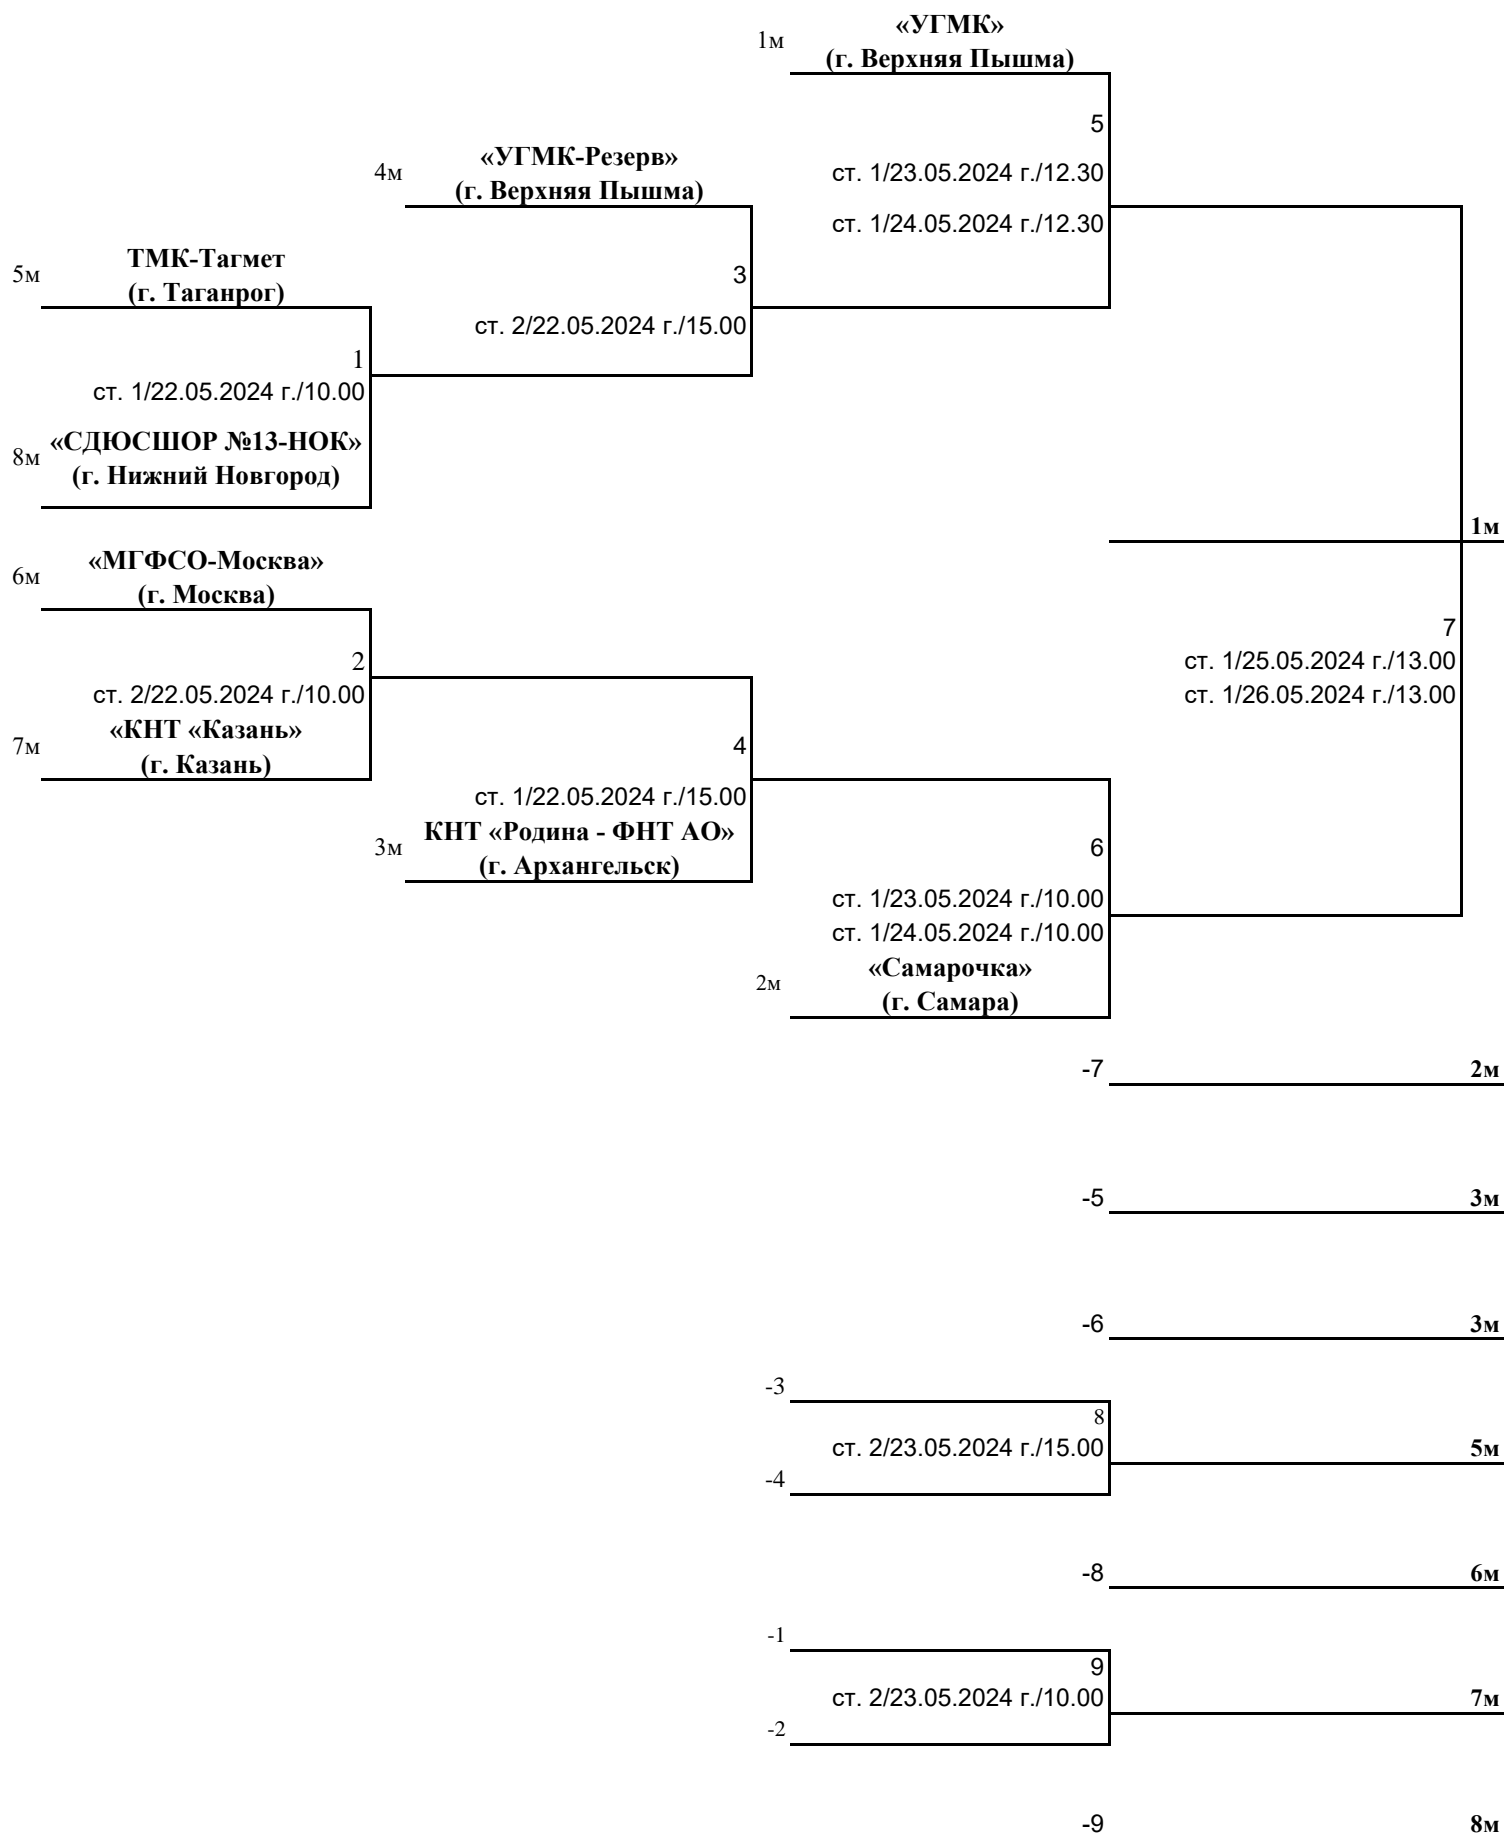 «УГМК»
1м
(г. Верхняя Пышма)
5
«УГМК-Резерв»
4м
ст. 1/23.05.2024 г./12.30
(г. Верхняя Пышма)
ст. 1/24.05.2024 г./12.30
ТМК-Тагмет
5м
3
(г. Таганрог)
ст. 2/22.05.2024 г./15.00
1
ст. 1/22.05.2024 г./10.00
«СДЮСШОР №13-НОК»
8м
(г. Нижний Новгород)
1м
«МГФСО-Москва»
6м
(г. Москва)
7
2
ст. 1/25.05.2024 г./13.00
ст. 2/22.05.2024 г./10.00
ст. 1/26.05.2024 г./13.00
«КНТ «Казань»
7м
4
(г. Казань)
ст. 1/22.05.2024 г./15.00
КНТ «Родина - ФНТ АО»
3м
6
(г. Архангельск)
ст. 1/23.05.2024 г./10.00
ст. 1/24.05.2024 г./10.00
«Самарочка»
2м
(г. Самара)
-7 2м
-5 3м
-6 3м
-3
8
ст. 2/23.05.2024 г./15.00 5м
-4
-8 6м
-1
9
ст. 2/23.05.2024 г./10.00 7м
-2
-9 8м